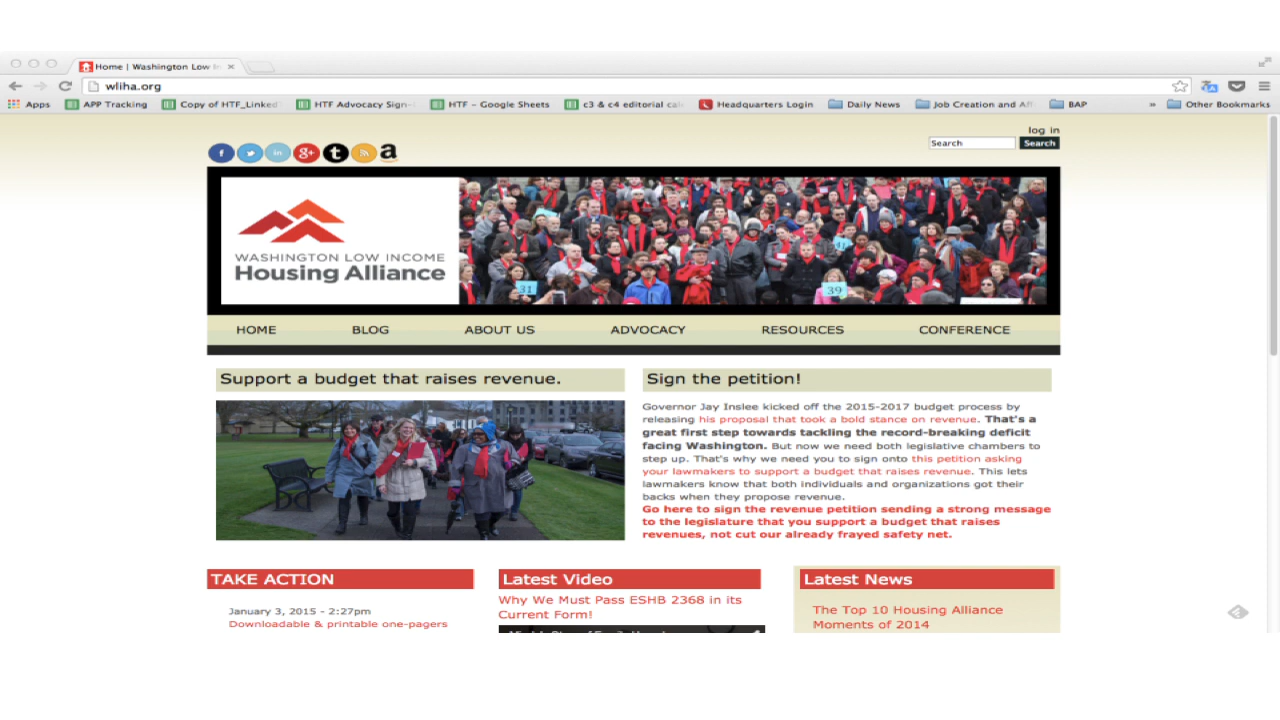 Home | Washington Low In
wliha.org
Apps APP Tracking Copy of HTF_Linked HTF Advocacy Sign- HTF - Google Sheets c3 & c4 editorial cal Headquarters Login Daily News Job Creation and Aff BAP » Other Bookmarks
log in
Search Search
f in g+ t a
WASHINGTON LOW INCOME
Housing Alliance
41
31
39
HOME BLOG ABOUT US ADVOCACY RESOURCES CONFERENCE
Support a budget that raises revenue.
Sign the petition!
Governor Jay Inslee kicked off the 2015-2017 budget process by
releasing his proposal that took a bold stance on revenue. That's a
great first step towards tackling the record-breaking deficit
facing Washington. But now we need both legislative chambers to
step up. That's why we need you to sign onto this petition asking
your lawmakers to support a budget that raises revenue. This lets
lawmakers know that both individuals and organizations got their
backs when they propose revenue.
Go here to sign the revenue petition sending a strong message
to the legislature that you support a budget that raises
revenues, not cut our already frayed safety net.
TAKE ACTION
January 3, 2015 - 2:27pm
Downloadable & printable one-pagers
Latest Video
Why We Must Pass ESHB 2368 in its
Current Form!
Latest News
The Top 10 Housing Alliance
Moments of 2014